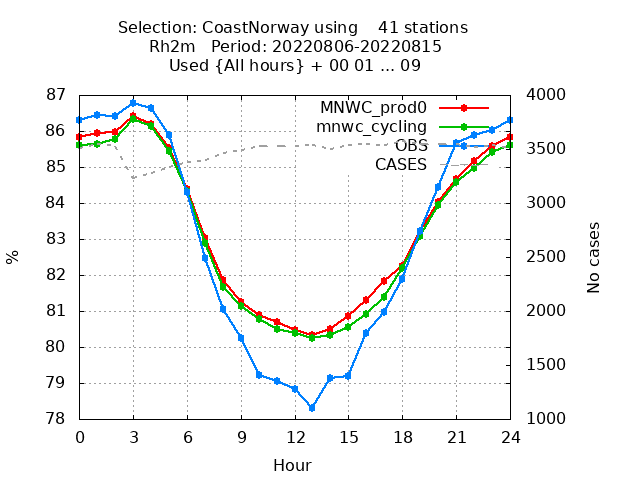 Selection: CoastNorway using    41 stations
Rh2m   Period: 20220806-20220815
Used {All hours} + 00 01 ... 09
87
86
85
84
83
82
81
80
79
78
4000
3500
3000
2500
2000
1500
1000
MNWC_prod0
mnwc_cycling
OBS
CASES
%
No cases
0 3 6 9 12 15 18 21 24
Hour